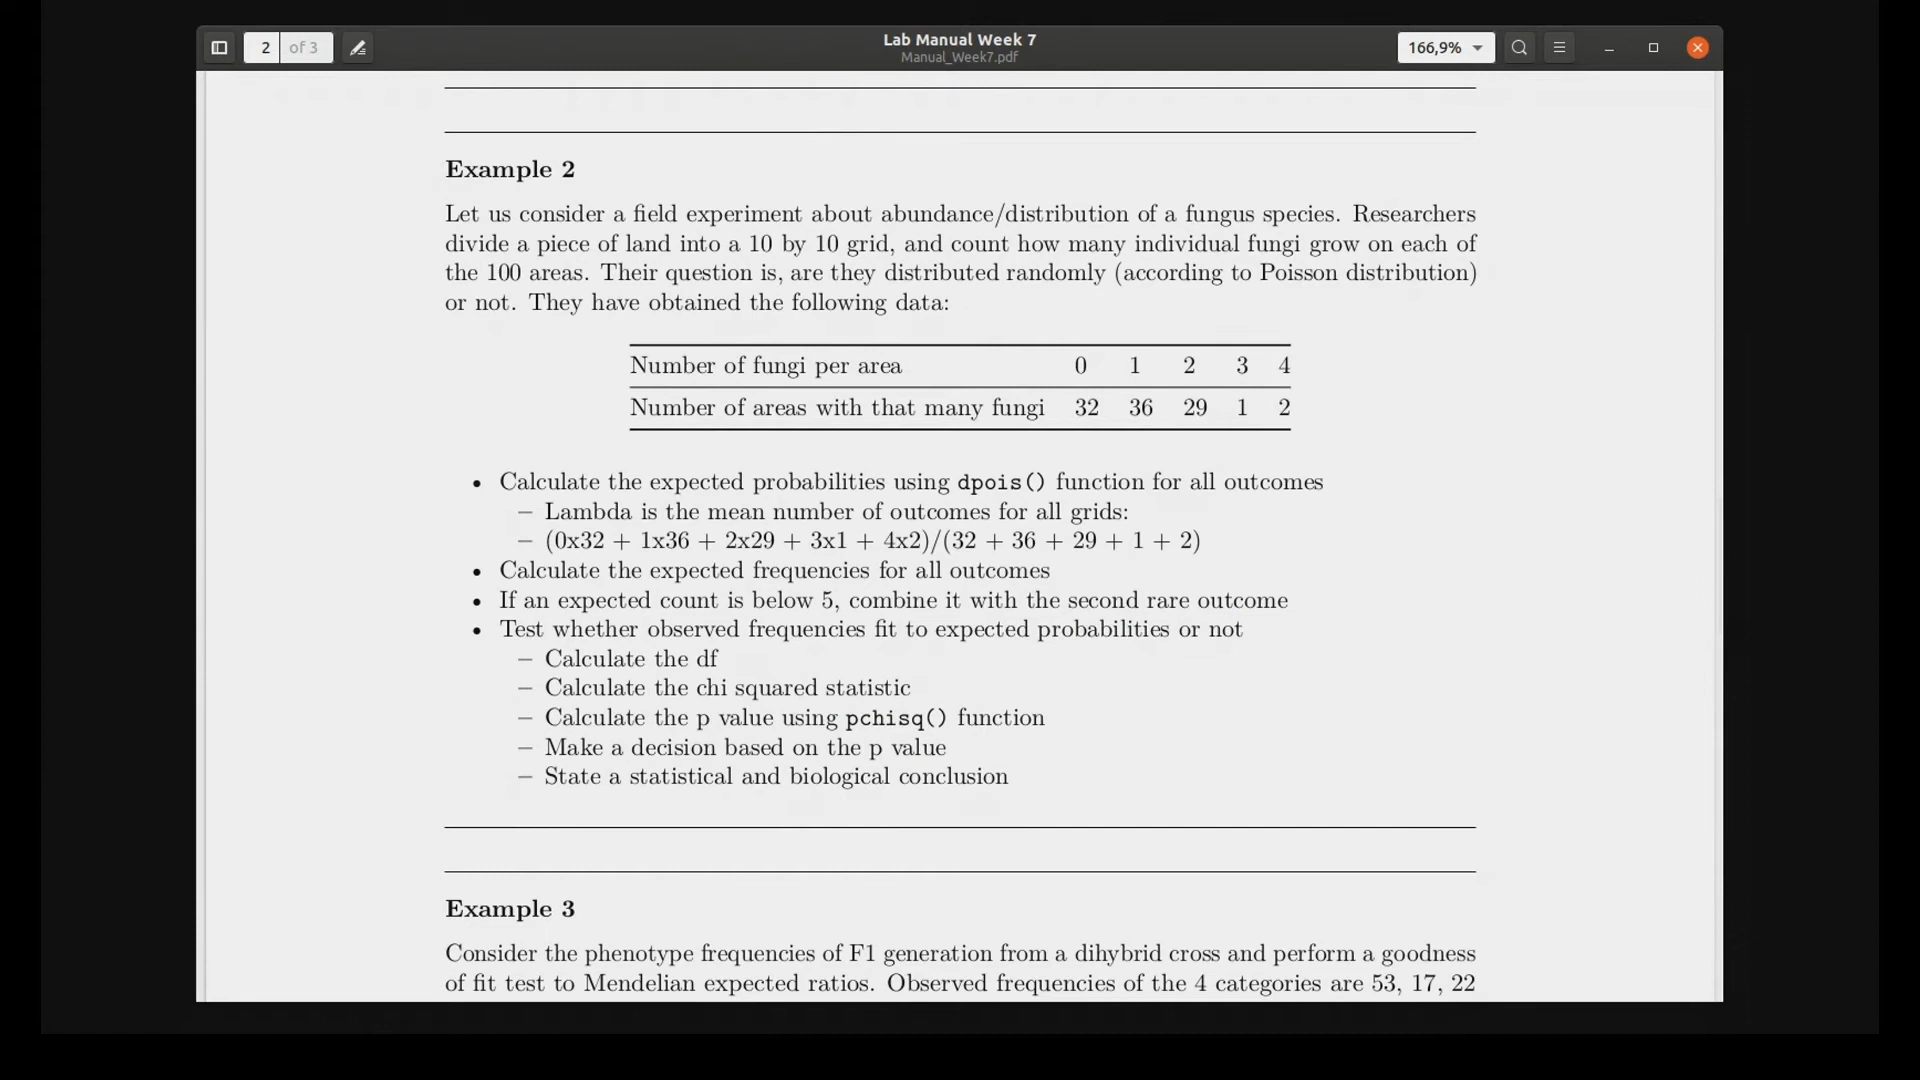 2 of 3
Lab Manual Week 7
Manual_Week7.pdf
166,9%
Example 2
Let us consider a field experiment about abundance/distribution of a fungus species. Researchers
divide a piece of land into a 10 by 10 grid, and count how many individual fungi grow on each of
the 100 areas. Their question is, are they distributed randomly (according to Poisson distribution)
or not. They have obtained the following data:
Number of fungi per area 0 1 2 3 4
Number of areas with that many fungi 32 36 29 1 2
• Calculate the expected probabilities using dpois() function for all outcomes
– Lambda is the mean number of outcomes for all grids:
– (0x32 + 1x36 + 2x29 + 3x1 + 4x2)/(32 + 36 + 29 + 1 + 2)
• Calculate the expected frequencies for all outcomes
• If an expected count is below 5, combine it with the second rare outcome
• Test whether observed frequencies fit to expected probabilities or not
– Calculate the df
– Calculate the chi squared statistic
– Calculate the p value using pchisq() function
– Make a decision based on the p value
– State a statistical and biological conclusion
Example 3
Consider the phenotype frequencies of F1 generation from a dihybrid cross and perform a goodness
of fit test to Mendelian expected ratios. Observed frequencies of the 4 categories are 53, 17, 22